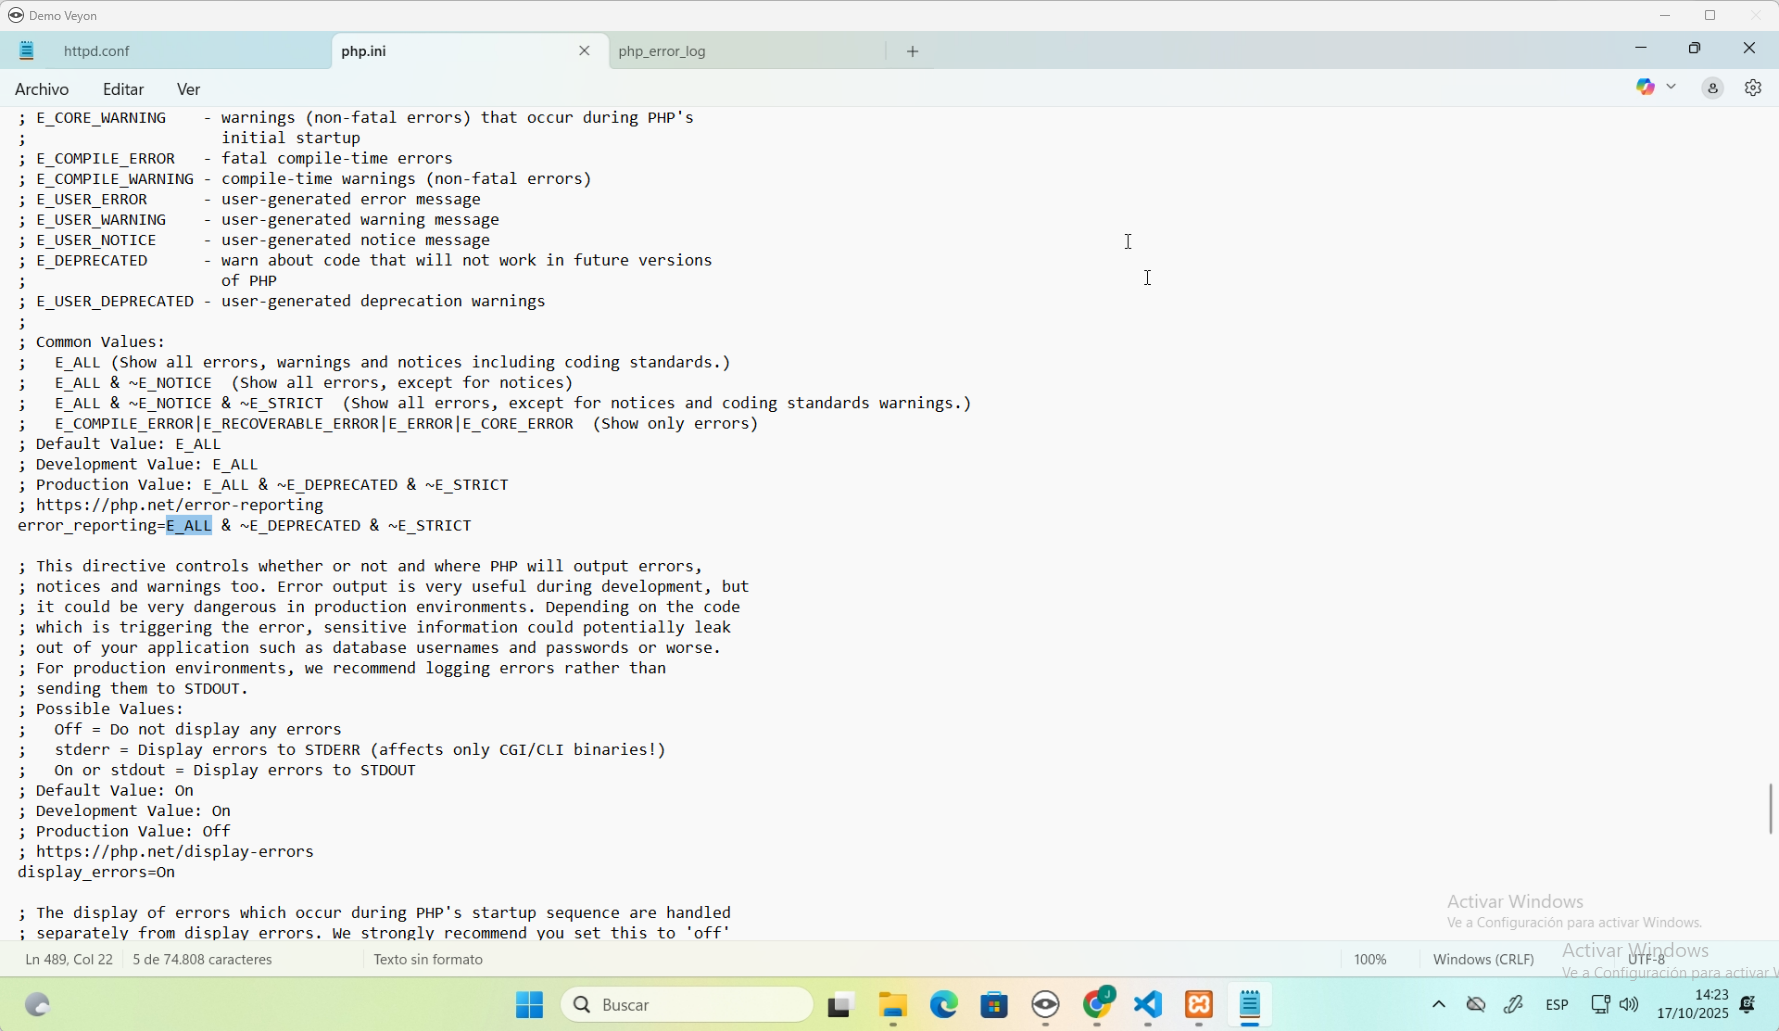 Demo Veyon
httpd.conf
php.ini
php_error_log
Archivo Editar Ver
; E_CORE_WARNING    - warnings (non-fatal errors) that occur during PHP's
;                     initial startup
; E_COMPILE_ERROR   - fatal compile-time errors
; E_COMPILE_WARNING - compile-time warnings (non-fatal errors)
; E_USER_ERROR      - user-generated error message
; E_USER_WARNING    - user-generated warning message
; E_USER_NOTICE     - user-generated notice message
; E_DEPRECATED      - warn about code that will not work in future versions
;                     of PHP
; E_USER_DEPRECATED - user-generated deprecation warnings
;
; Common Values:
;   E_ALL (Show all errors, warnings and notices including coding standards.)
;   E_ALL & ~E_NOTICE  (Show all errors, except for notices)
;   E_ALL & ~E_NOTICE & ~E_STRICT  (Show all errors, except for notices and coding standards warnings.)
;   E_COMPILE_ERROR|E_RECOVERABLE_ERROR|E_ERROR|E_CORE_ERROR  (Show only errors)
; Default Value: E_ALL
; Development Value: E_ALL
; Production Value: E_ALL & ~E_DEPRECATED & ~E_STRICT
; https://php.net/error-reporting
error_reporting=E_ALL & ~E_DEPRECATED & ~E_STRICT
; This directive controls whether or not and where PHP will output errors,
; notices and warnings too. Error output is very useful during development, but
; it could be very dangerous in production environments. Depending on the code
; which is triggering the error, sensitive information could potentially leak
; out of your application such as database usernames and passwords or worse.
; For production environments, we recommend logging errors rather than
; sending them to STDOUT.
; Possible Values:
;   Off = Do not display any errors
;   stderr = Display errors to STDERR (affects only CGI/CLI binaries!)
;   On or stdout = Display errors to STDOUT
; Default Value: On
; Development Value: On
; Production Value: Off
; https://php.net/display-errors
display_errors=On
; The display of errors which occur during PHP's startup sequence are handled
; separately from display errors. We strongly recommend you set this to 'off'
Activar Windows
Ve a Configuración para activar Windows.
Ln 489, Col 22
5 de 74.808 caracteres
Texto sin formato
100%
Windows (CRLF)
UTF-8
Activar Windows
Ve a Configuración para activar
Buscar
J
ESP
14:23
17/10/2025